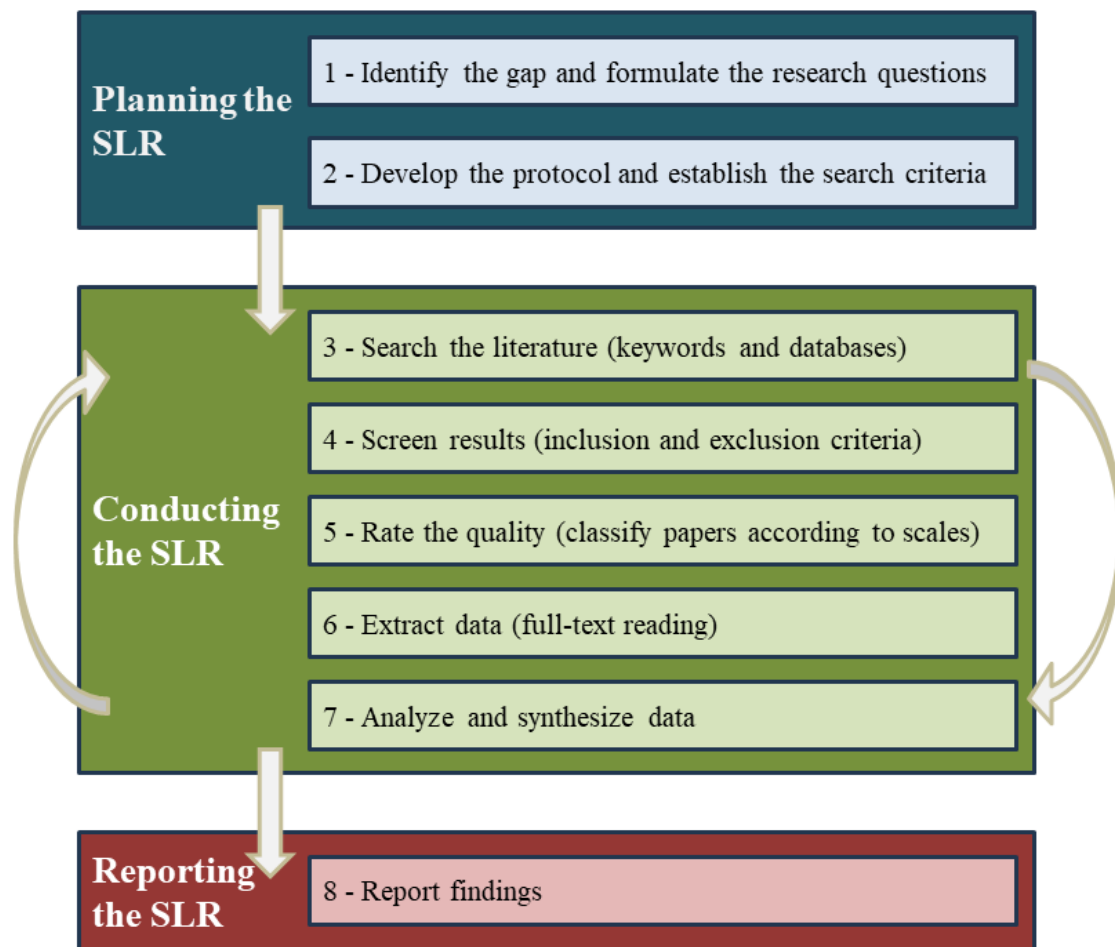 Planning the
SLR
1 - Identify the gap and formulate the research questions
2 - Develop the protocol and establish the search criteria
Conducting
the SLR
3 - Search the literature (keywords and databases)
4 - Screen results (inclusion and exclusion criteria)
5 - Rate the quality (classify papers according to scales)
6 - Extract data (full-text reading)
7 - Analyze and synthesize data
Reporting
the SLR
8 - Report findings